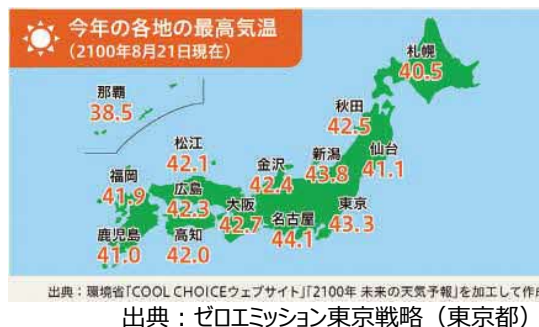 今年の各地の最高気温
(2100年8月21日現在)
札幌
40.5
那覇
38.5
秋田
42.5
仙台
41.1
新潟
43.8
金沢
42.4
松江
42.1
福岡
41.9
広島
42.3
大阪
42.7
名古屋
44.1
東京
43.3
鹿児島
41.0
高知
42.0
出典：環境省「COOL CHOICEウェブサイト」「2100年 未来の天気予報」を加工して作
出典：ゼロエミッション東京戦略（東京都）